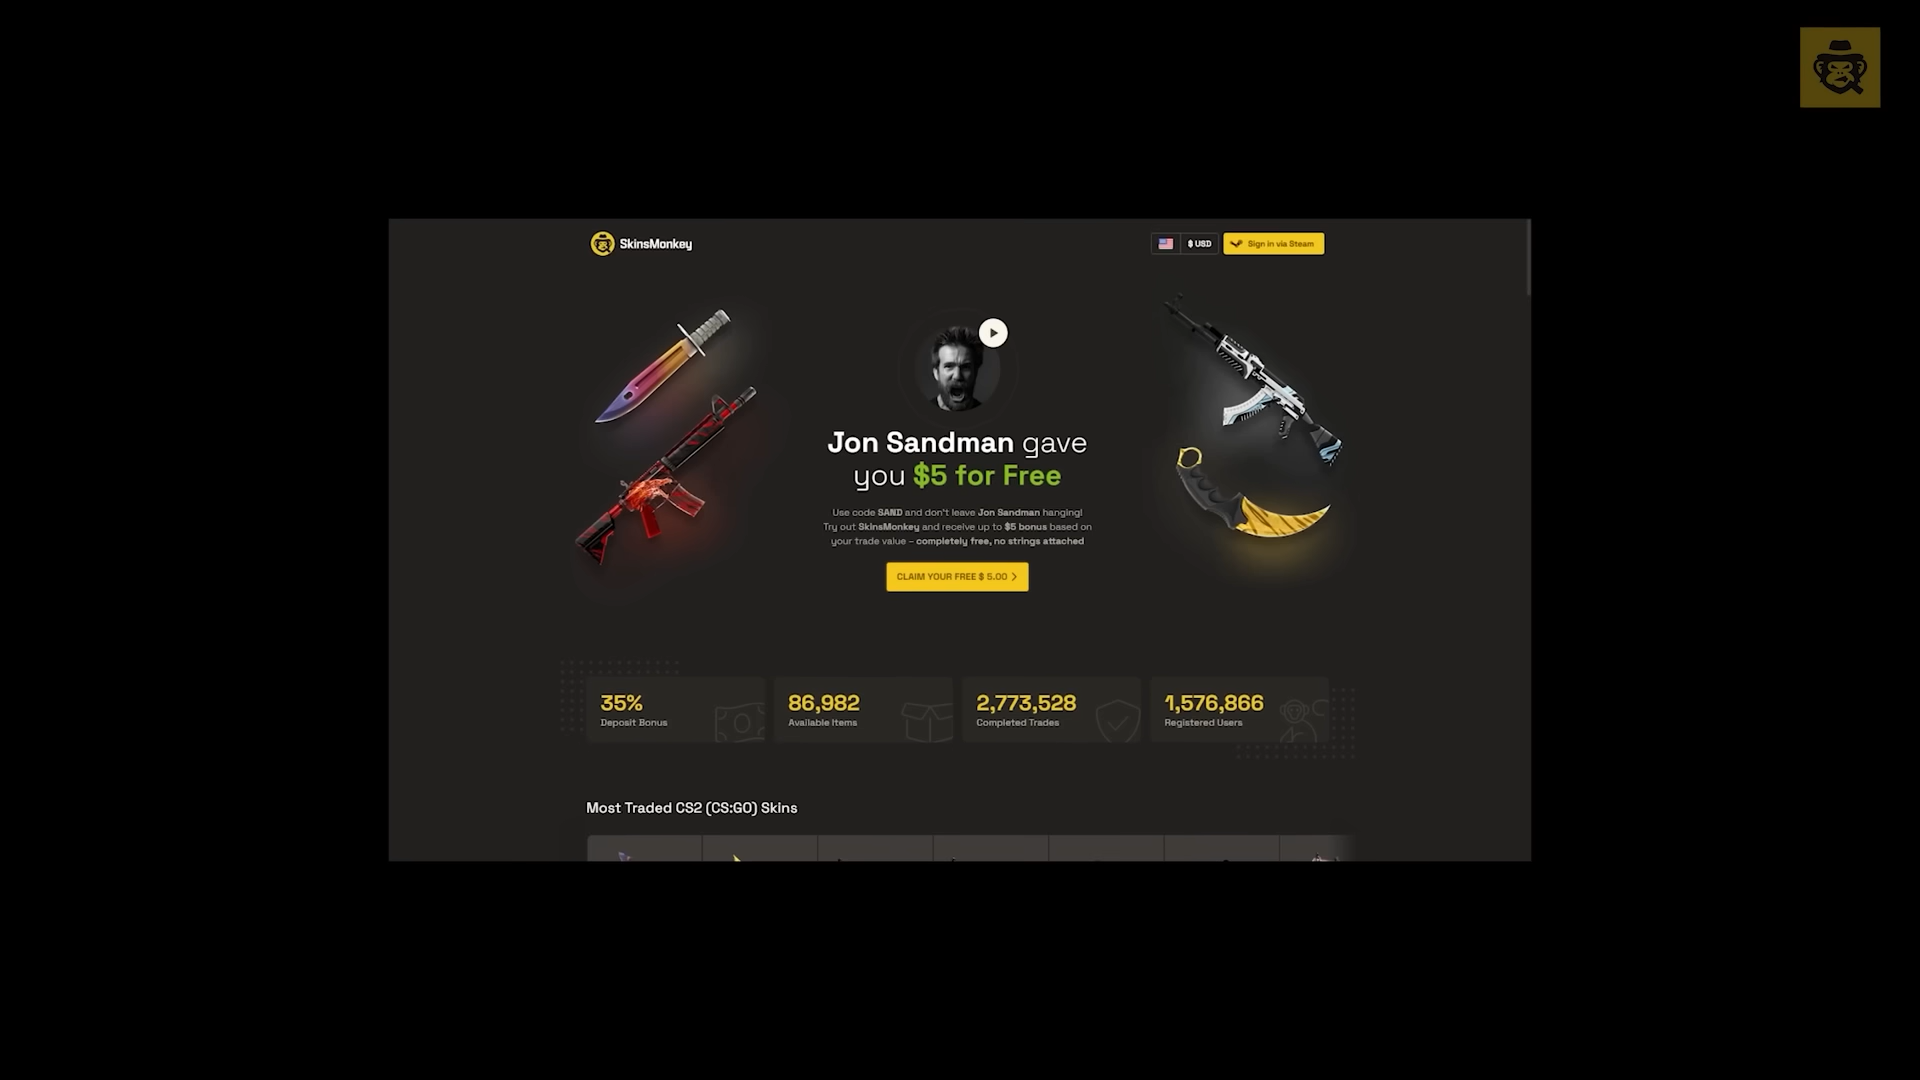 SkinsMonkey
$ USD
Sign in via Steam
Jon Sandman gave
you $5 for Free
Use code SAND and don't leave Jon Sandman hanging!
Try out SkinsMonkey and receive up to $5 bonus based on
your trade value – completely free, no strings attached
CLAIM YOUR FREE $ 5.00
35%
Deposit Bonus
86,982
Available Items
2,773,528
Completed Trades
1,576,866
Registered Users
Most Traded CS2 (CS:GO) Skins